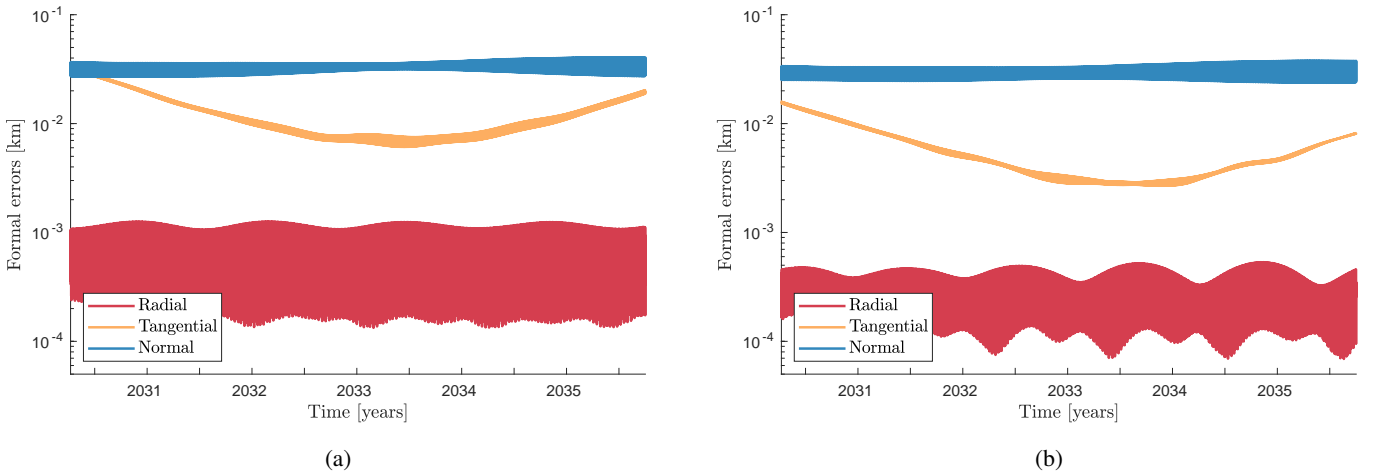 10^-1
10^-2
10^-3
10^-4
Formal errors [km]
Radial
Tangential
Normal
2031 2032 2033 2034 2035
Time [years]
(a)
10^-1
10^-2
10^-3
10^-4
Formal errors [km]
Radial
Tangential
Normal
2031 2032 2033 2034 2035
Time [years]
(b)